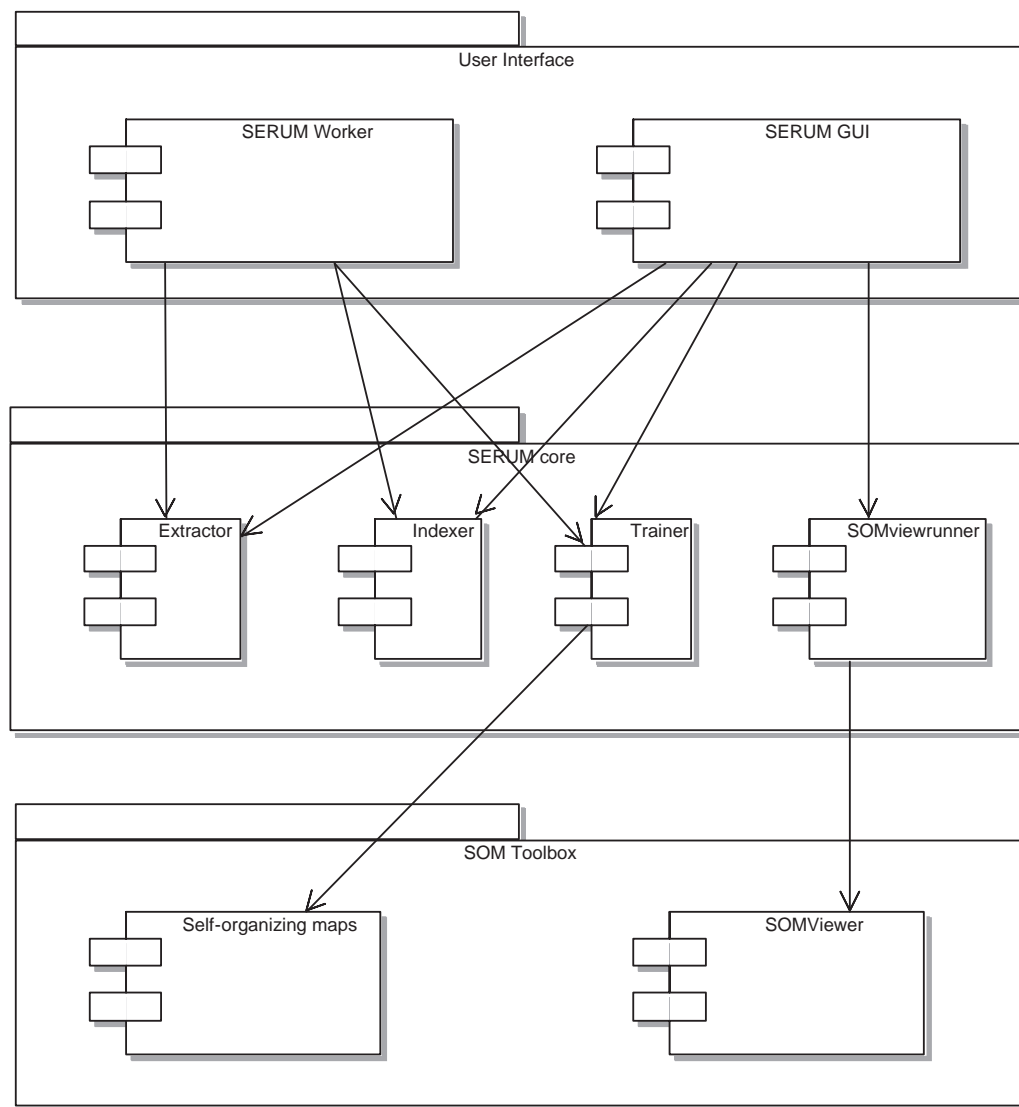 User Interface
SERUM Worker
SERUM GUI
SERUM core
Extractor
Indexer
Trainer
SOMviewrunner
SOM Toolbox
Self-organizing maps
SOMViewer